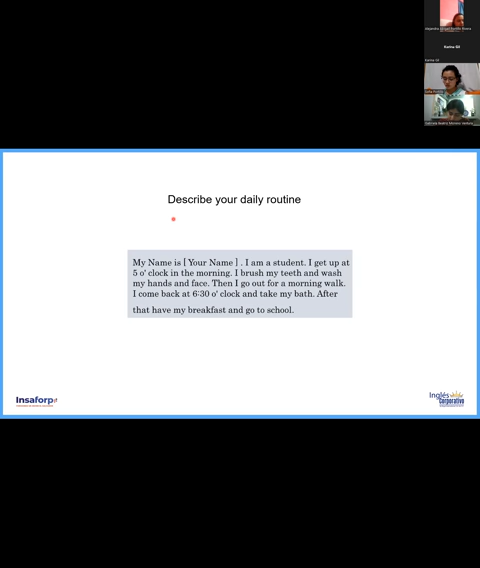 Karina Gil
Karina Gil
Describe your daily routine
My Name is [ Your Name ] . I am a student. I get up at
5 o' clock in the morning. I brush my teeth and wash
my hands and face. Then I go out for a morning walk.
I come back at 6:30 o' clock and take my bath. After
that have my breakfast and go to school.
Insaforp
Inglés
corporativo